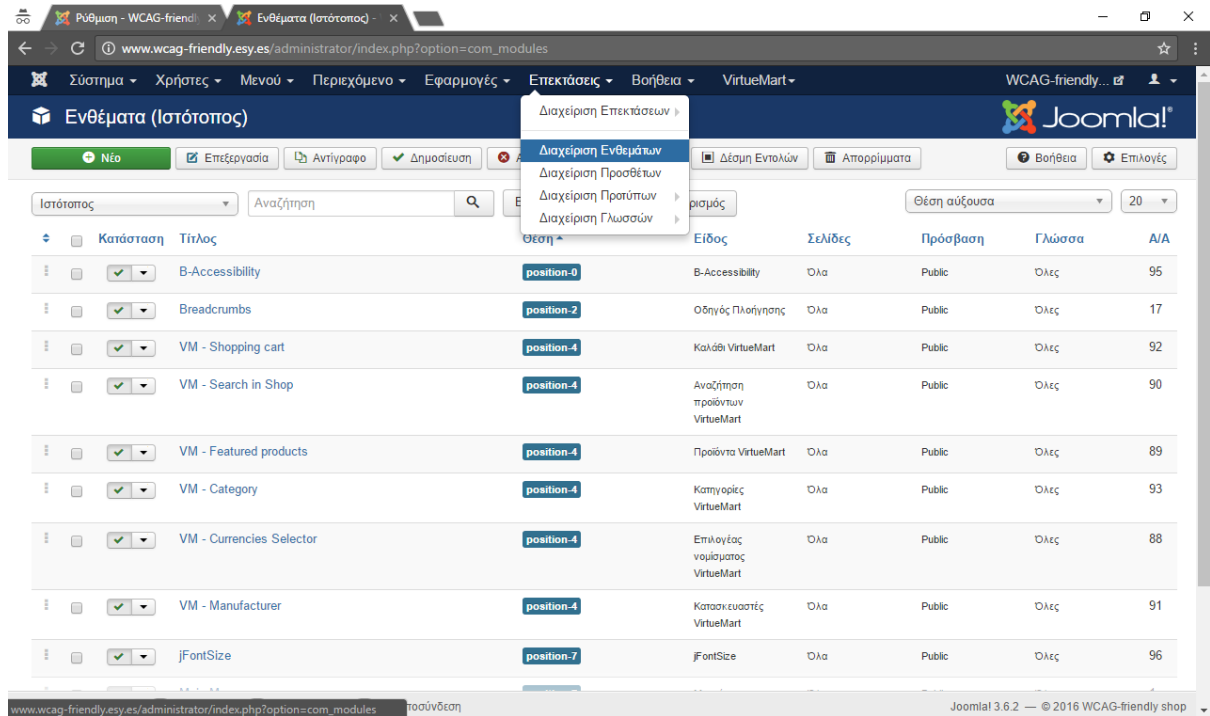 Ρύθμιση - WCAG-friendl
Ενθέματα (Ιστότοπος) -
www.wcag-friendly.esy.es/administrator/index.php?option=com_modules
Σύστημα Χρήστες Μενού Περιεχόμενο Εφαρμογές Επεκτάσεις Βοήθεια VirtueMart WCAG-friendly...
Ενθέματα (Ιστότοπος) Joomla!®
Διαχείριση Επεκτάσεων
Διαχείριση Ενθεμάτων
Διαχείριση Προσθέτων
Διαχείριση Προτύπων
Διαχείριση Γλωσσών
Νέο Επεξεργασία Αντίγραφο Δημοσίευση Δέσμη Εντολών Απορρίμματα Βοήθεια Επιλογές
Ιστότοπος Αναζήτηση Θέση αύξουσα 20
Κατάσταση Τίτλος Θέση Είδος Σελίδες Πρόσβαση Γλώσσα Α/Α
B-Accessibility position-0 B-Accessibility Όλα Public Όλες 95
Breadcrumbs position-2 Οδηγός Πλοήγησης Όλα Public Όλες 17
VM - Shopping cart position-4 Καλάθι VirtueMart Όλα Public Όλες 92
VM - Search in Shop position-4 Αναζήτηση Όλα Public Όλες 90
προϊόντων
VirtueMart
VM - Featured products position-4 Προϊόντα VirtueMart Όλα Public Όλες 89
VM - Category position-4 Κατηγορίες Όλα Public Όλες 93
VirtueMart
VM - Currencies Selector position-4 Επιλογέας Όλα Public Όλες 88
νομίσματος
VirtueMart
VM - Manufacturer position-4 Κατασκευαστές Όλα Public Όλες 91
VirtueMart
jFontSize position-7 jFontSize Όλα Public Όλες 96
www.wcag-friendly.esy.es/administrator/index.php?option=com_modules
Joomla! 3.6.2 — © 2016 WCAG-friendly shop